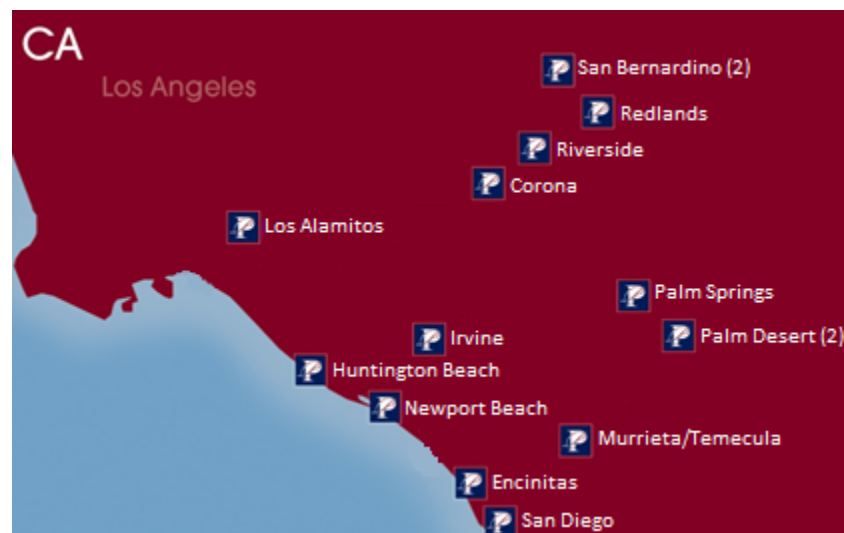 CA
Los Angeles
San Bernardino (2)
Redlands
Riverside
Corona
Los Alamitos
Palm Springs
Palm Desert (2)
Irvine
Huntington Beach
Newport Beach
Murrieta/Temecula
Encinitas
San Diego